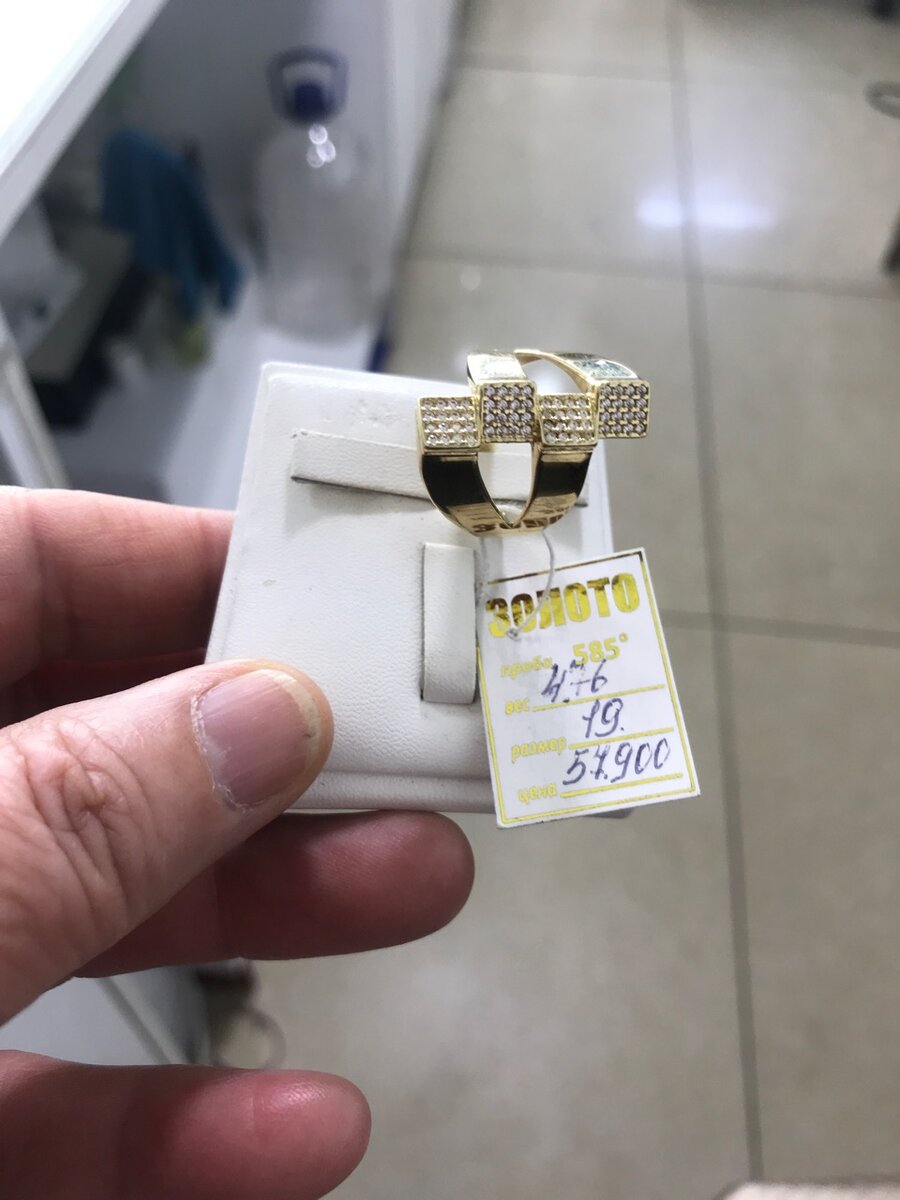 ЗОЛОТО
проба 585°
вес 4.76
размер 19.
цена 57.900